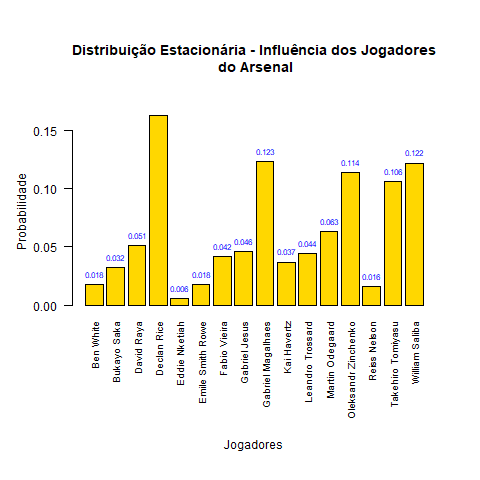 Distribuição Estacionária - Influência dos Jogadores
do Arsenal
Probabilidade
0.15
0.10
0.05
0.00
0.018
0.032
0.051
0.006
0.018
0.042
0.046
0.123
0.037
0.044
0.063
0.114
0.016
0.106
0.122
Ben White
Bukayo Saka
David Raya
Declan Rice
Eddie Nketiah
Emile Smith Rowe
Fabio Vieira
Gabriel Jesus
Gabriel Magalhaes
Kai Havertz
Leandro Trossard
Martin Odegaard
Oleksandr Zinchenko
Reiss Nelson
Takehiro Tomiyasu
William Saliba
Jogadores